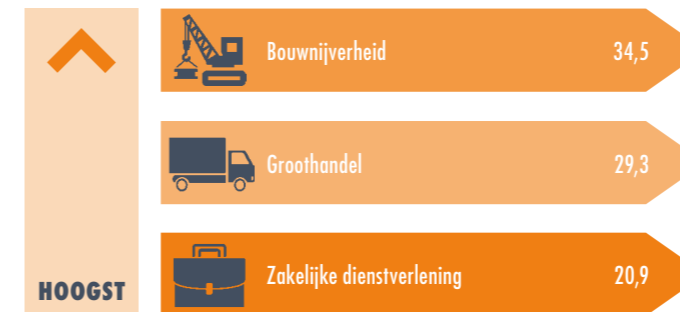 Bouwnijverheid 34,5
Groothandel 29,3
Zakelijke dienstverlening 20,9
HOOGST